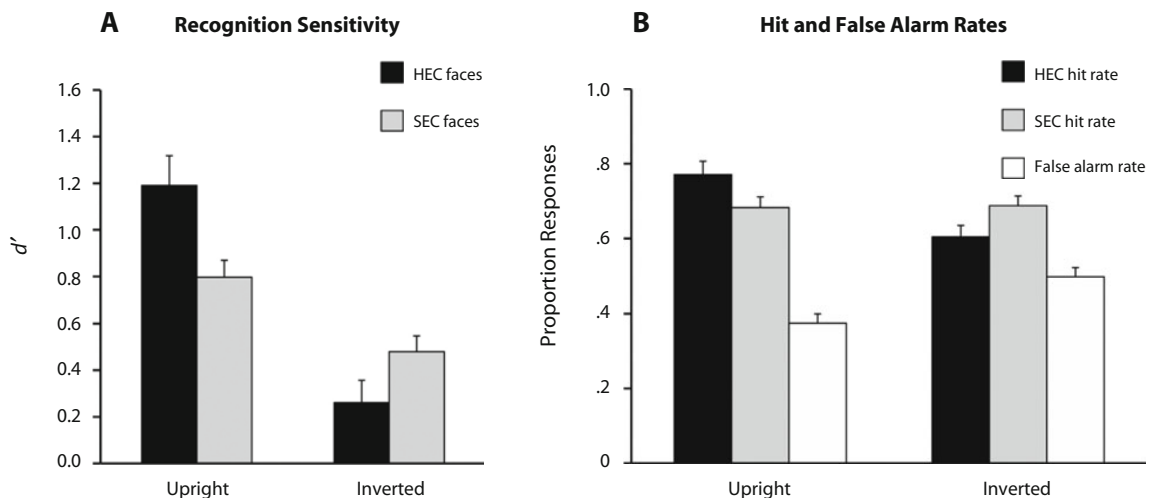 A Recognition Sensitivity
HEC faces
SEC faces
1.6
1.4
1.2
1.0
0.8
0.6
0.4
0.2
0.0
d′
Upright Inverted
B Hit and False Alarm Rates
HEC hit rate
SEC hit rate
False alarm rate
1.0
.8
.6
.4
.2
0
Proportion Responses
Upright Inverted